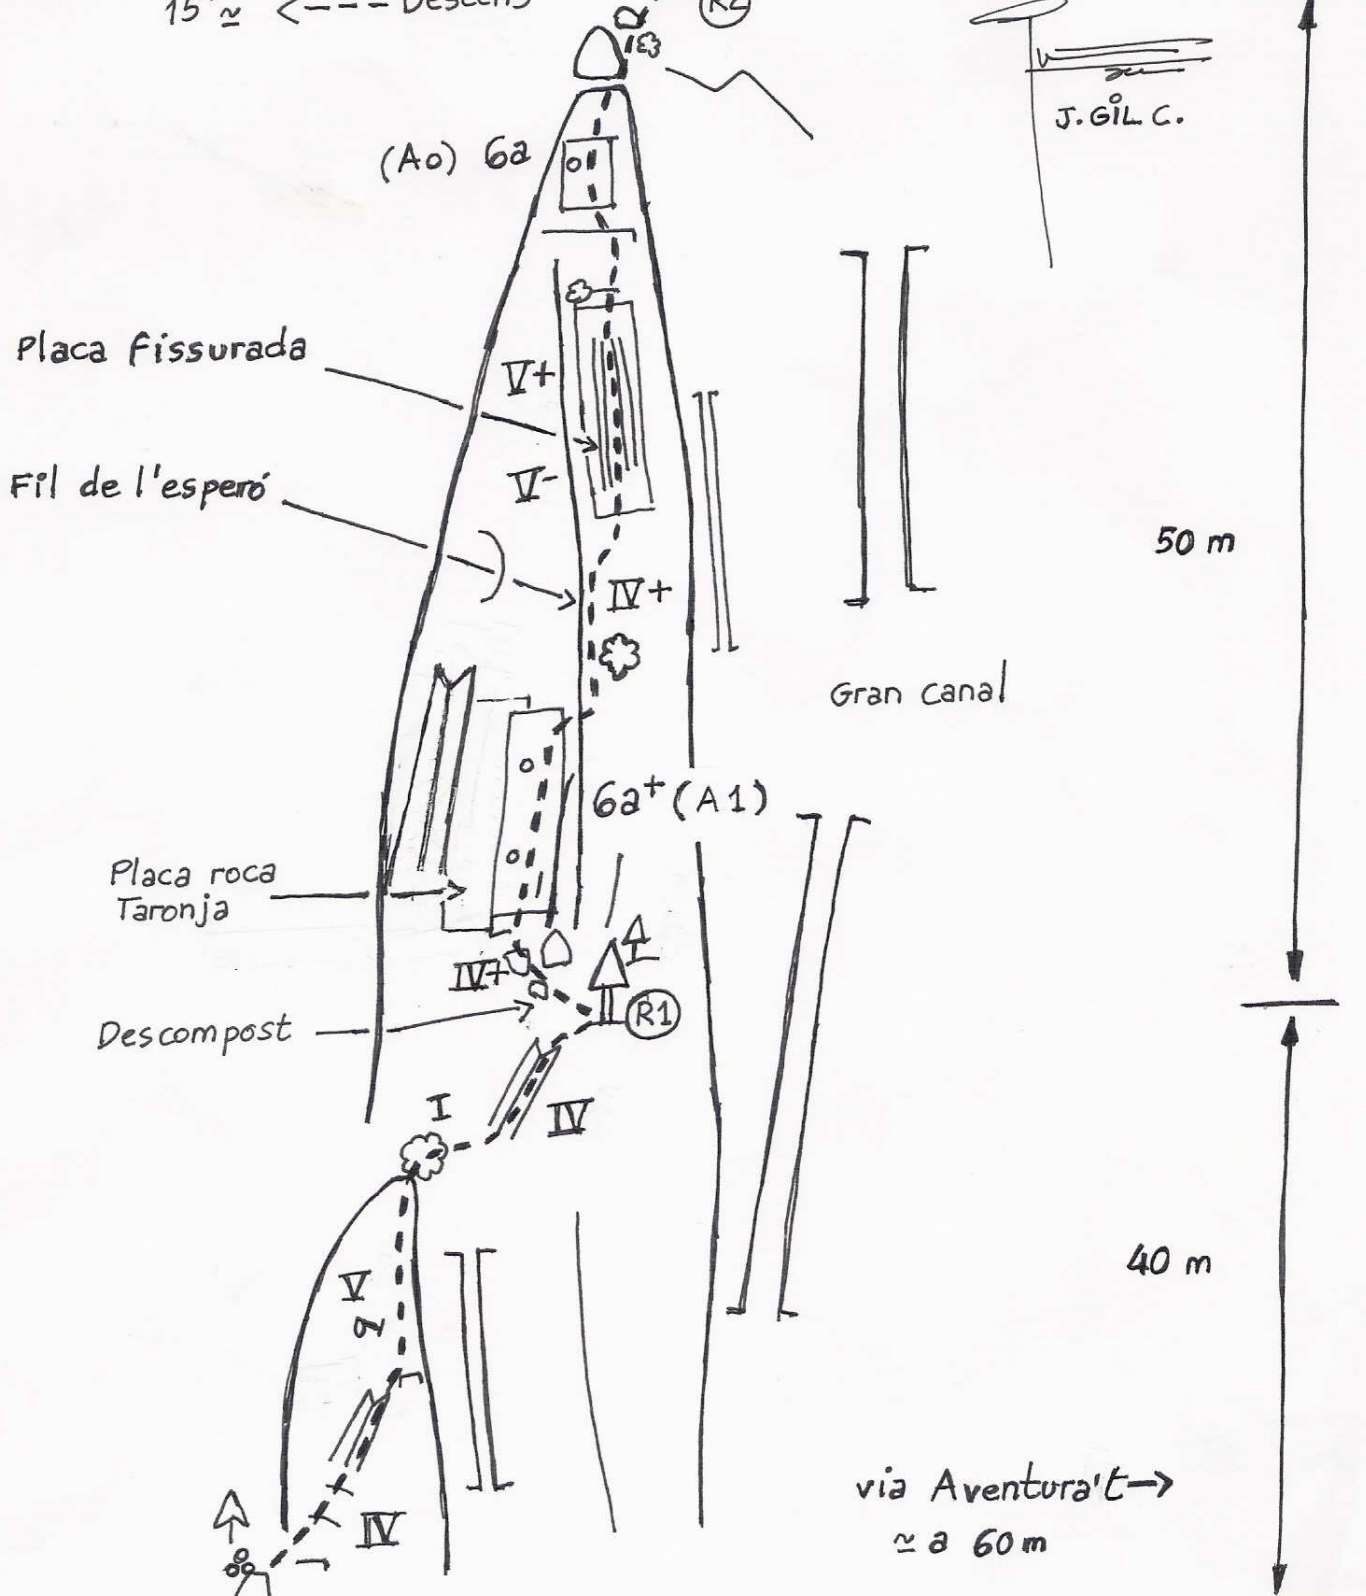 15' ≃ <--- Descens
R2
J. GIL C.
(Ao) 6a
Placa fissurada
V+
V-
Fil de l'esperó
IV+
50 m
Gran canal
6a+ (A1)
Placa roca
Taronja
IV+
R1
Descompost
I
IV
V
40 m
via Aventura't →
≃ a 60 m
IV